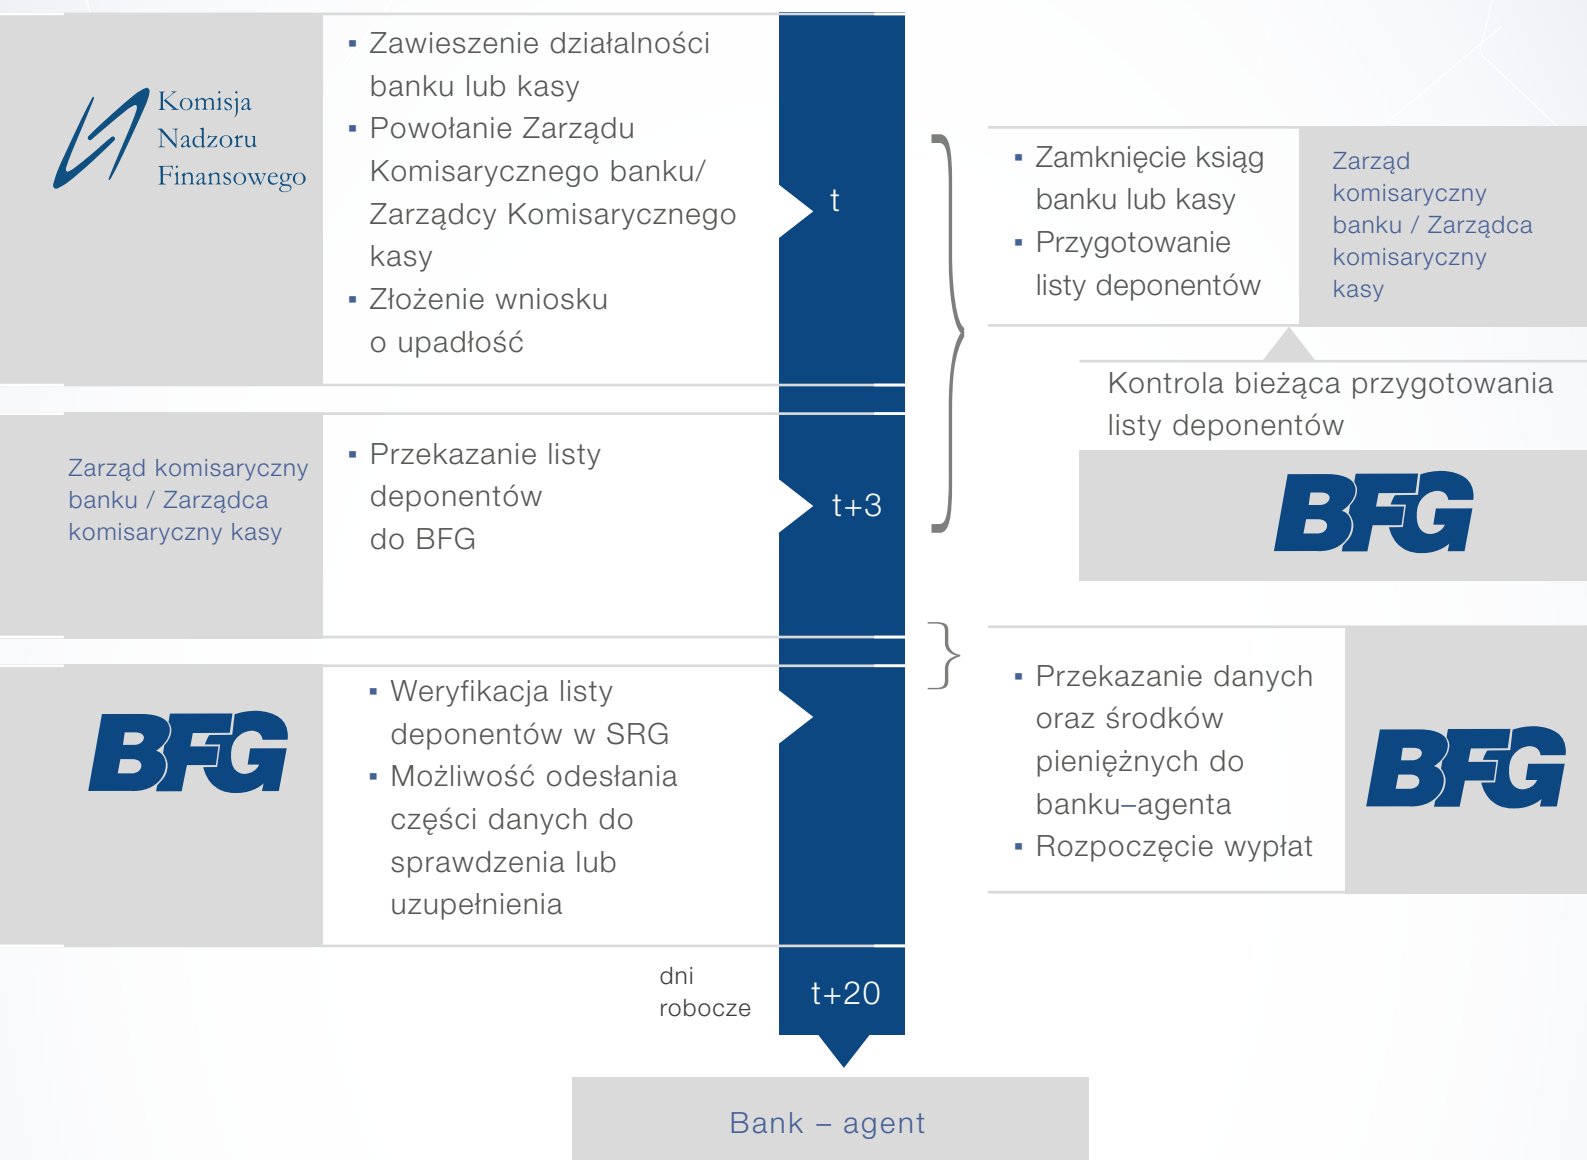 Komisja
Nadzoru
Finansowego
▪ Zawieszenie działalności
banku lub kasy
▪ Powołanie Zarządu
Komisarycznego banku/
Zarządcy Komisarycznego
kasy
▪ Złożenie wniosku
o upadłość
t
▪ Zamknięcie ksiąg
banku lub kasy
▪ Przygotowanie
listy deponentów
Zarząd
komisaryczny
banku / Zarządca
komisaryczny
kasy
Kontrola bieżąca przygotowania
listy deponentów
BFG
Zarząd komisaryczny
banku / Zarządca
komisaryczny kasy
▪ Przekazanie listy
deponentów
do BFG
t+3
BFG
▪ Weryfikacja listy
deponentów w SRG
▪ Możliwość odesłania
części danych do
sprawdzenia lub
uzupełnienia
▪ Przekazanie danych
oraz środków
pieniężnych do
banku–agenta
▪ Rozpoczęcie wypłat
BFG
dni
robocze
t+20
Bank – agent